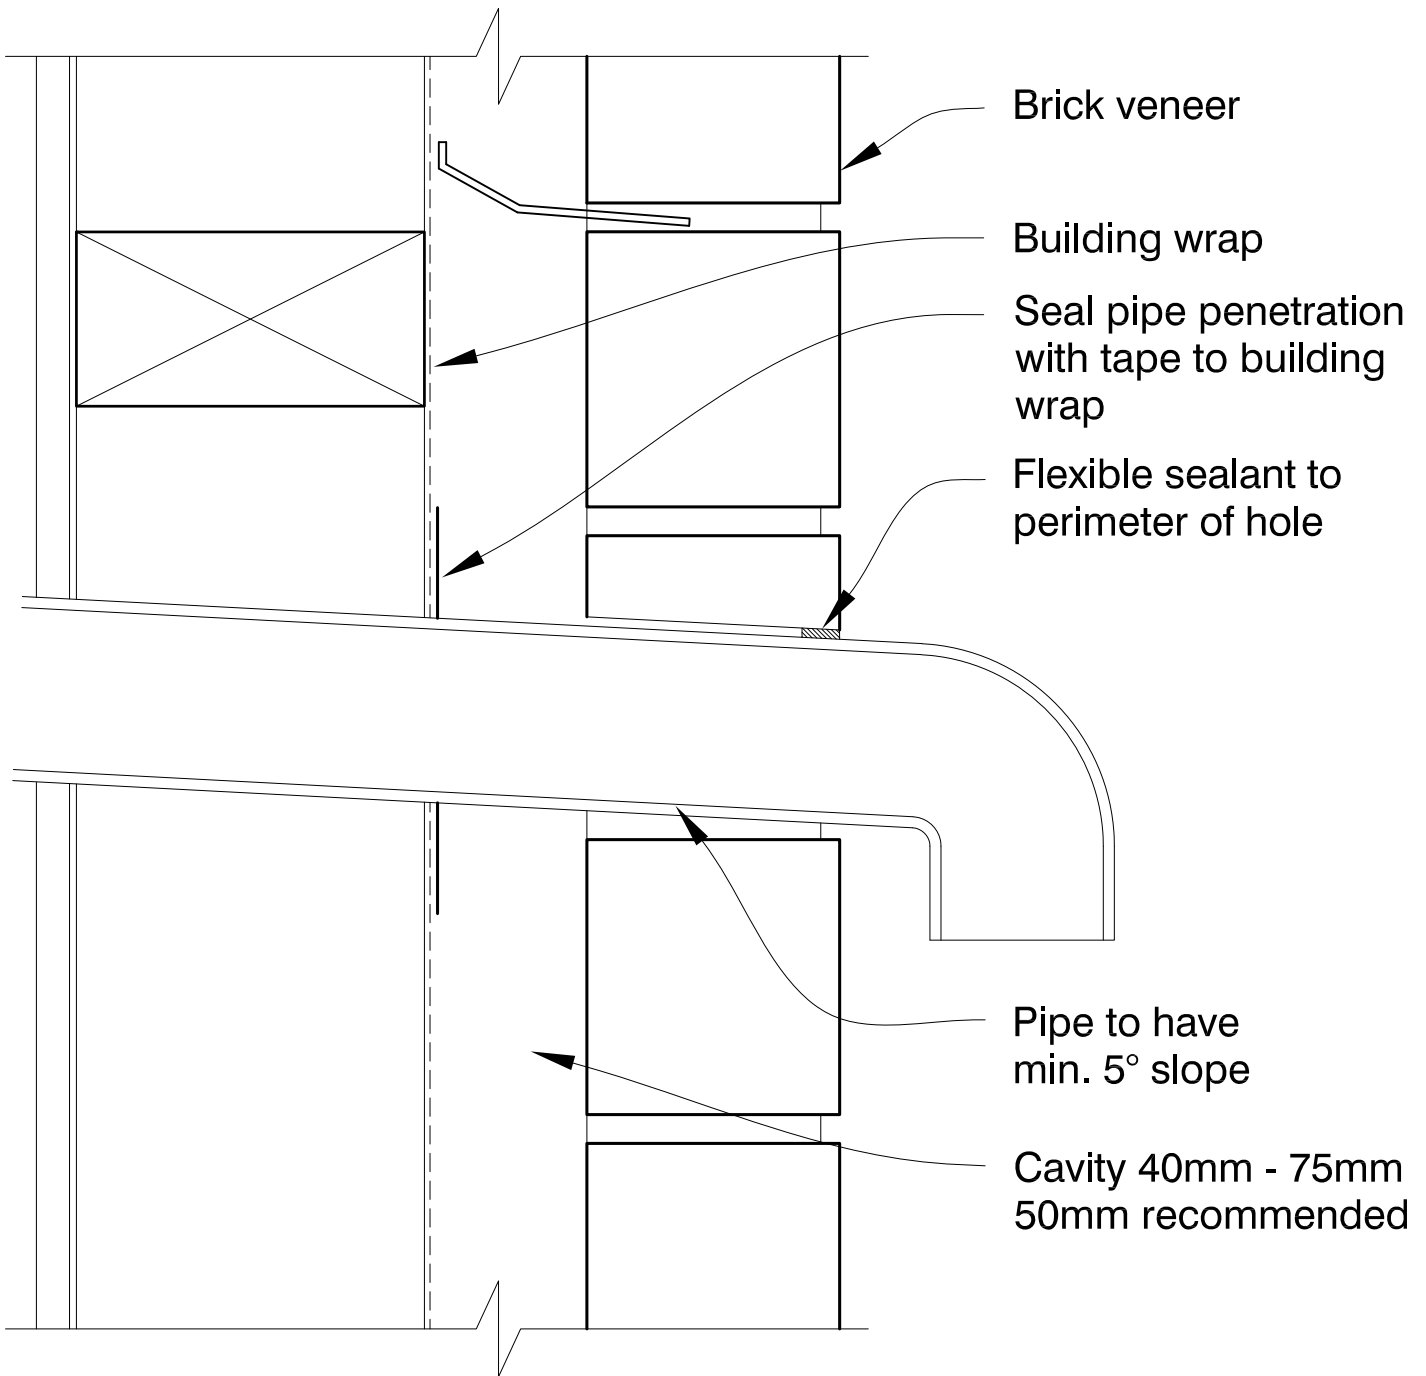 Brick veneer
Building wrap
Seal pipe penetration
with tape to building
wrap
Flexible sealant to
perimeter of hole
Pipe to have
min. 5° slope
Cavity 40mm - 75mm
50mm recommended